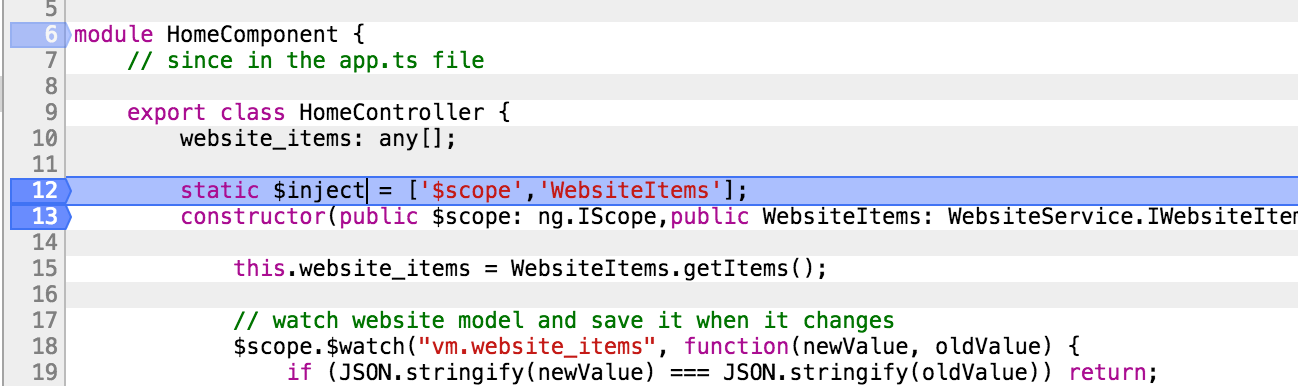 5
6 module HomeComponent {
7     // since in the app.ts file
8
9     export class HomeController {
10         website_items: any[];
11
12         static $inject = ['$scope','WebsiteItems'];
13         constructor(public $scope: ng.IScope,public WebsiteItems: WebsiteService.IWebsiteItem
14
15             this.website_items = WebsiteItems.getItems();
16
17             // watch website model and save it when it changes
18             $scope.$watch("vm.website_items", function(newValue, oldValue) {
19                 if (JSON.stringify(newValue) === JSON.stringify(oldValue)) return;